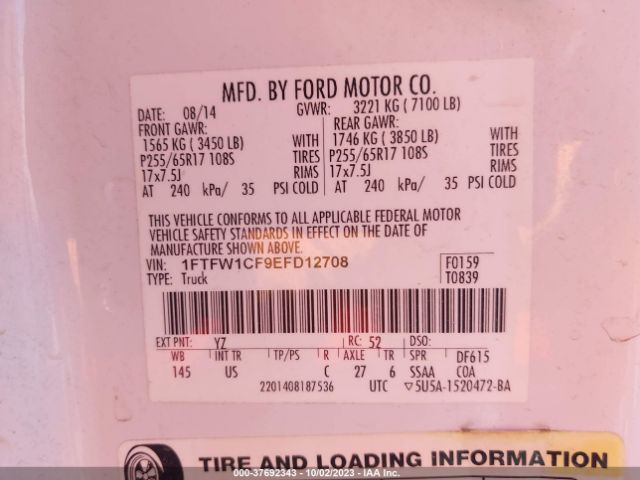 MFD. BY FORD MOTOR CO.
DATE: 08/14 GVWR: 3221 KG ( 7100 LB)
FRONT GAWR: REAR GAWR:
1565 KG ( 3450 LB) WITH 1746 KG ( 3850 LB) WITH
P255/65R17 108S TIRES P255/65R17 108S TIRES
17x7.5J RIMS 17x7.5J RIMS
AT 240 kPa/ 35 PSI COLD AT 240 kPa/ 35 PSI COLD
THIS VEHICLE CONFORMS TO ALL APPLICABLE FEDERAL MOTOR
VEHICLE SAFETY STANDARDS IN EFFECT ON THE DATE OF
MANUFACTURE SHOWN ABOVE.
VIN: 1FTFW1CF9EFD12708 F0159
TYPE: Truck T0839
EXT PNT: YZ RC: 52 DSO:
WB INT TR TP/PS R AXLE TR SPR DF615
145 US C 27 6 SSAA COA
2201408187536 UTC ▽5U5A-1520472-BA
TIRE AND LOADING INFORMATION
000-37692343 - 10/02/2023 - IAA Inc.